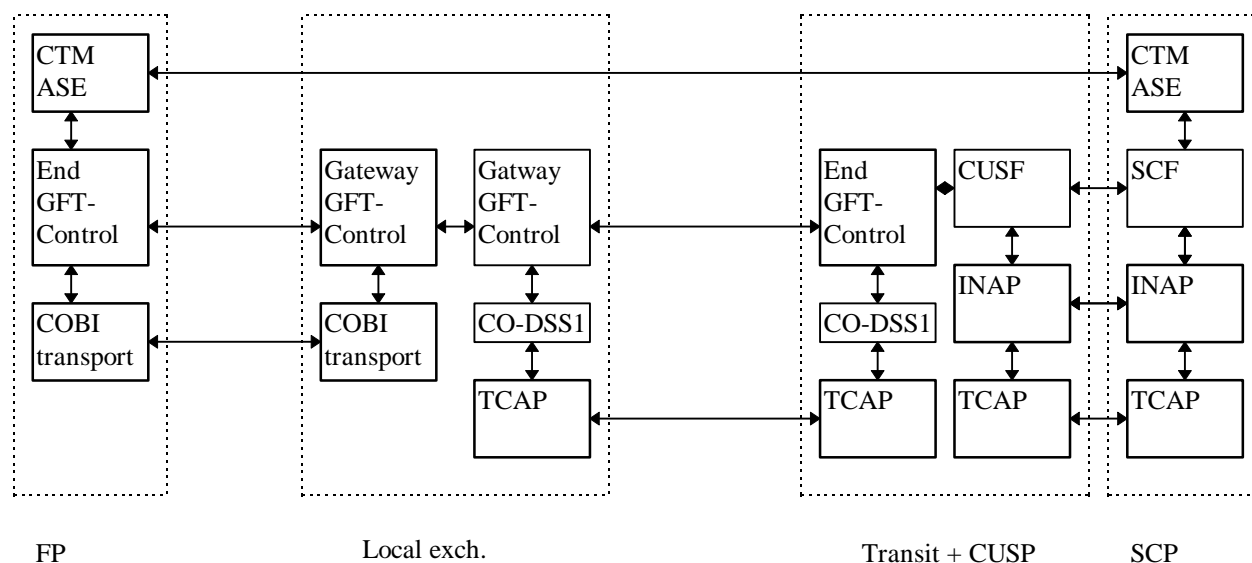 CTM
ASE
CTM
ASE
End
GFT-
Control
Gateway
GFT-
Control
Gatway
GFT-
Control
End
GFT-
Control
CUSF
SCF
INAP
INAP
COBI
transport
COBI
transport
CO-DSS1
CO-DSS1
TCAP
TCAP
TCAP
TCAP
FP
Local exch.
Transit + CUSP
SCP